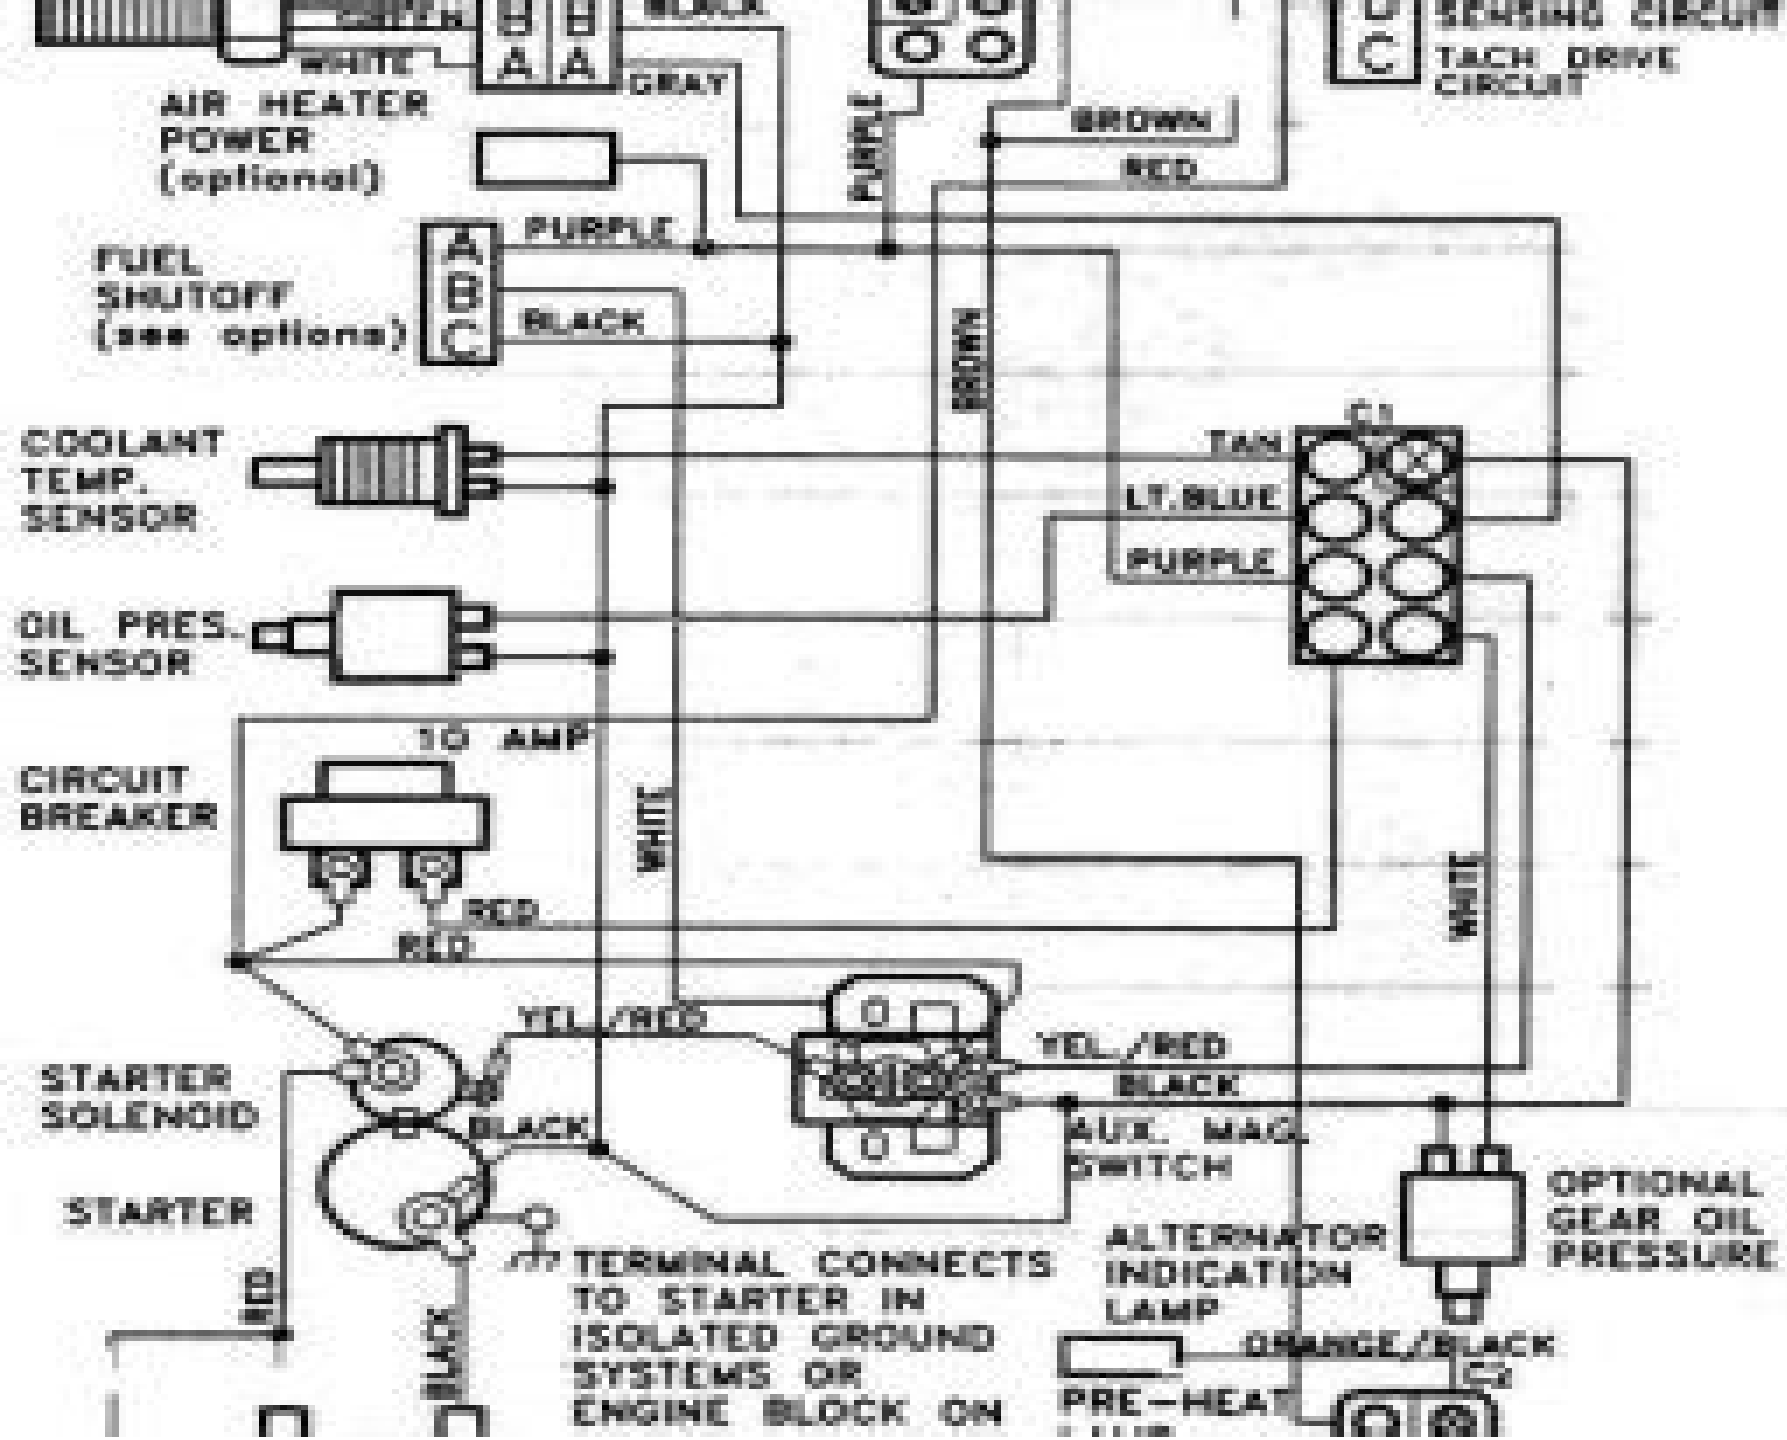 GREEN
B B
BLACK
D
SENSING CIRCUIT
WHITE
A A
GRAY
C
TACH DRIVE
CIRCUIT
AIR HEATER
POWER
(optional)
PURPLE
BROWN
RED
FUEL
SHUTOFF
(see options)
A
B
C
PURPLE
BLACK
BROWN
C1
COOLANT
TEMP.
SENSOR
TAN
LT.BLUE
PURPLE
OIL PRES.
SENSOR
10 AMP
CIRCUIT
BREAKER
WHITE
WHITE
RED
RED
YEL./RED
YEL./RED
BLACK
STARTER
SOLENOID
BLACK
AUX. MAG.
SWITCH
STARTER
OPTIONAL
GEAR OIL
PRESSURE
RED
BLACK
TERMINAL CONNECTS
TO STARTER IN
ISOLATED GROUND
SYSTEMS OR
ENGINE BLOCK ON
ALTERNATOR
INDICATION
LAMP
ORANGE/BLACK
C2
PRE-HEAT